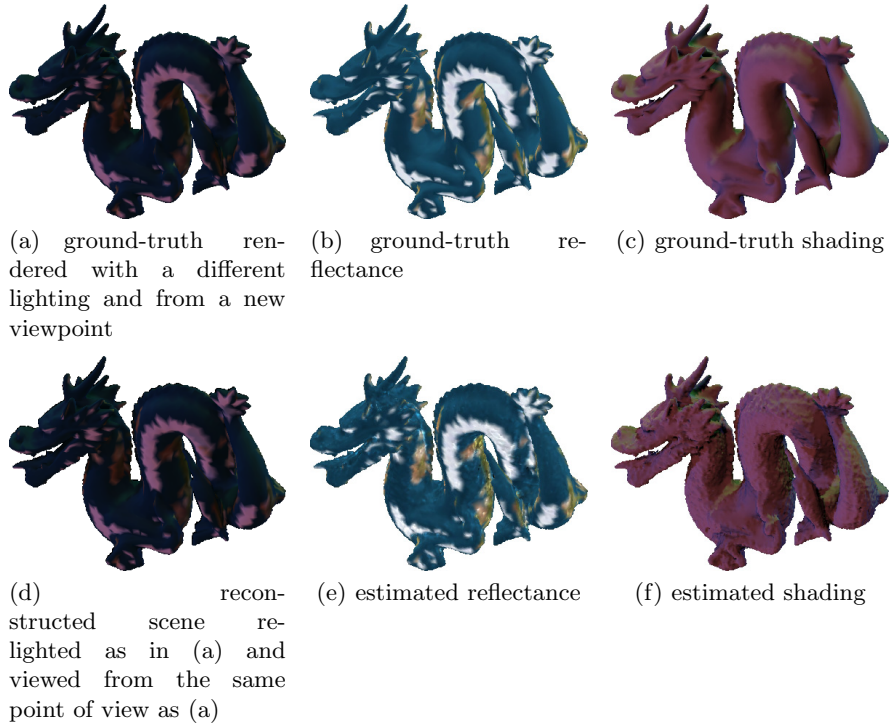 (a) ground-truth ren-
dered with a different
lighting and from a new
viewpoint
(b) ground-truth re-
flectance
(c) ground-truth shading
(d) recon-
structed scene re-
lighted as in (a) and
viewed from the same
point of view as (a)
(e) estimated reflectance
(f) estimated shading